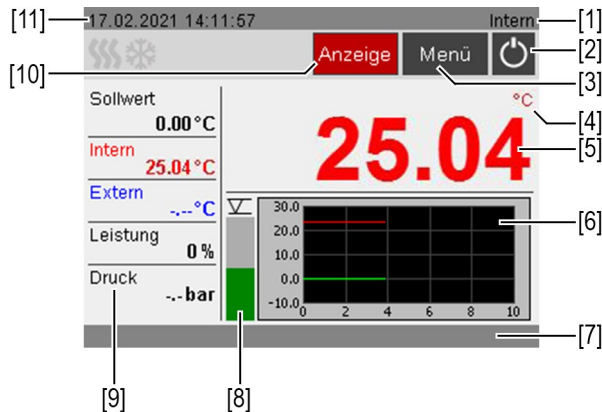 [11] 17.02.2021 14:11:57 Intern [1]
[10] Anzeige Menü [2]
[3]
Sollwert
0.00°C
Intern
25.04°C
Extern
-.--°C
Leistung
0 %
Druck
-.-bar
°C [4]
25.04 [5]
30.0
20.0
10.0
0.0
-10.0
0 2 4 6 8 10
[6]
[7]
[9] [8]